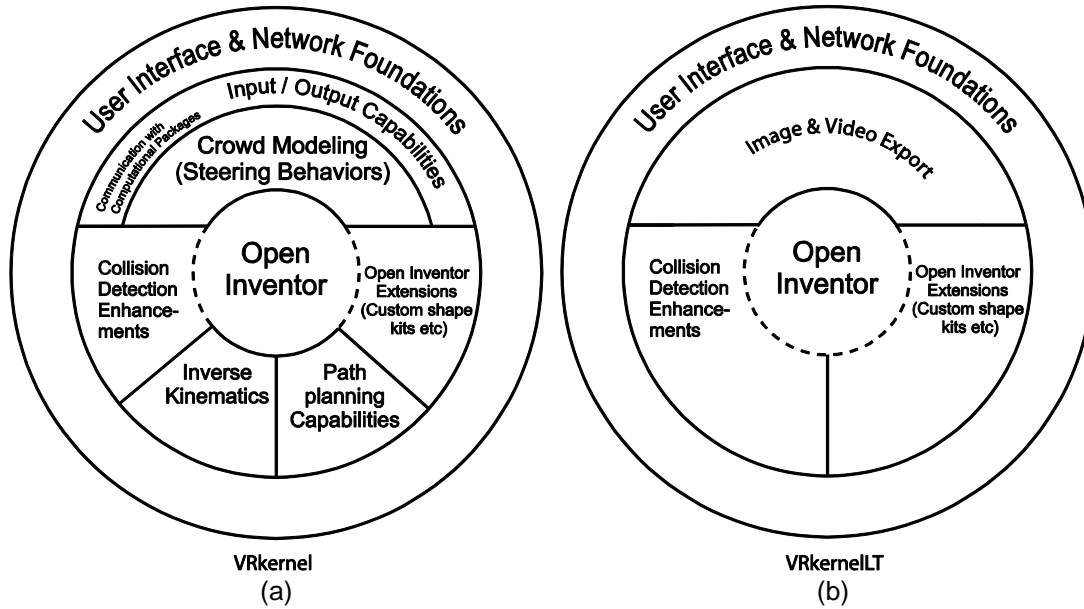 User Interface & Network Foundations
Input / Output Capabilities
Communication with
Computational Packages
Crowd Modeling
(Steering Behaviors)
Open
Inventor
Collision
Detection
Enhance-
ments
Open Inventor
Extensions
(Custom shape
kits etc)
Inverse
Kinematics
Path
planning
Capabilities
VRkernel
(a)
User Interface & Network Foundations
Image & Video Export
Open
Inventor
Collision
Detection
Enhance-
ments
Open Inventor
Extensions
(Custom shape
kits etc)
VRkernelLT
(b)